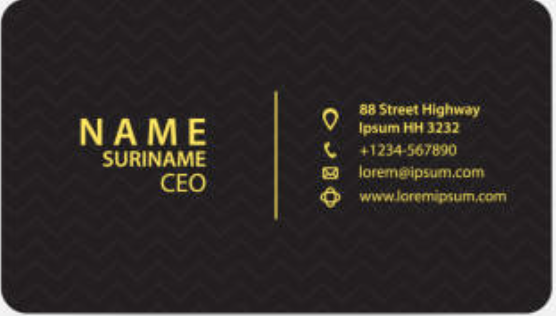 NAME
SURINAME
CEO
88 Street Highway
Ipsum HH 3232
+1234-567890
lorem@ipsum.com
www.loremipsum.com